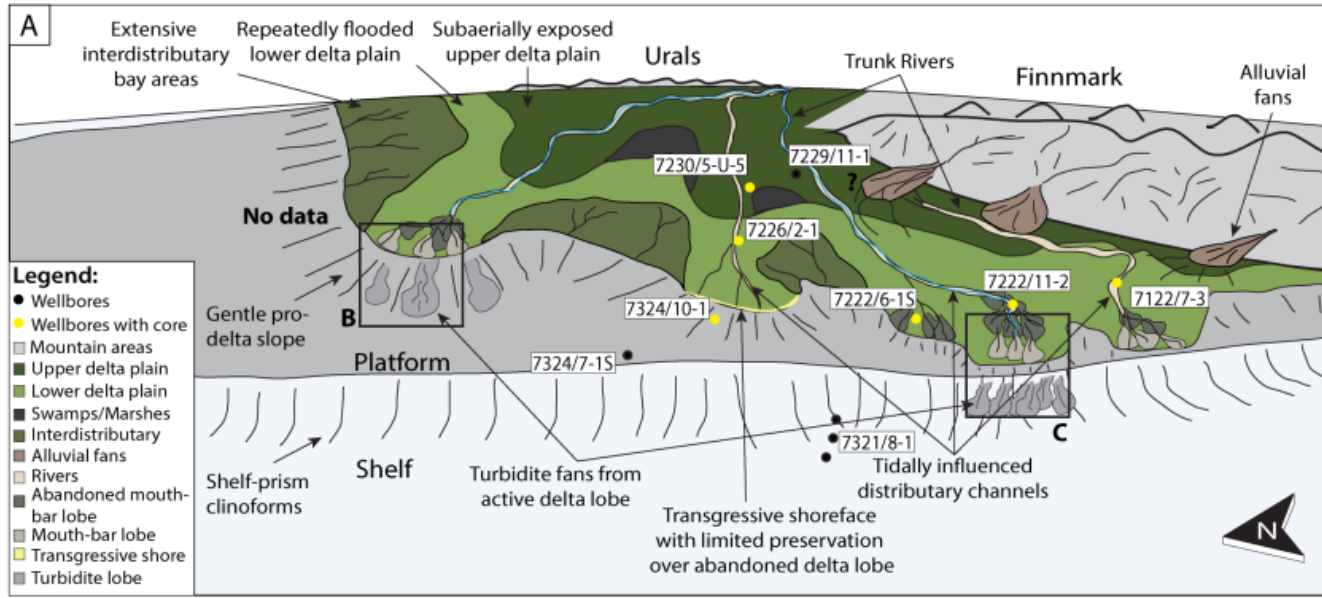 A
Extensive
interdistributary
bay areas
Repeatedly flooded
lower delta plain
Subaerially exposed
upper delta plain
Urals
Trunk Rivers
Finnmark
Alluvial
fans
7230/5-U-5
7229/11-1
?
No data
7226/2-1
7222/11-2
7222/6-1S
7122/7-3
7324/10-1
B
Gentle pro-
delta slope
Platform
7324/7-1S
C
7321/8-1
Shelf
Shelf-prism
clinoforms
Turbidite fans from
active delta lobe
Transgressive shoreface
with limited preservation
over abandoned delta lobe
Tidally influenced
distributary channels
N
Legend:
Wellbores
Wellbores with core
Mountain areas
Upper delta plain
Lower delta plain
Swamps/Marshes
Interdistributary
Alluvial fans
Rivers
Abandoned mouth-
bar lobe
Mouth-bar lobe
Transgressive shore
Turbidite lobe